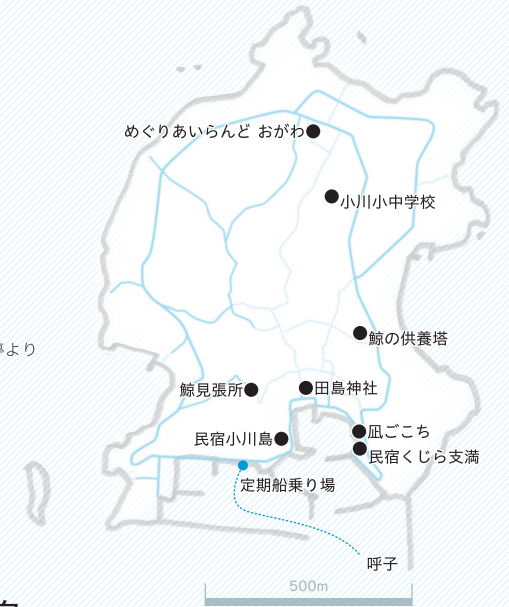 めぐりあいらんど おがわ
小川小中学校
鯨の供養塔
より
鯨見張所
田島神社
凪ごこち
民宿小川島
民宿くじら支満
定期船乗り場
呼子
500m